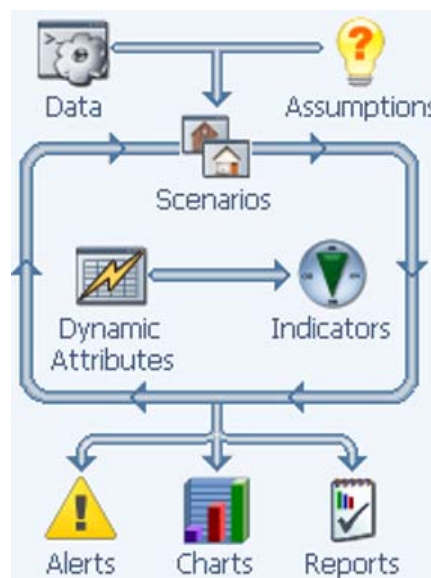 Data
Assumptions
Scenarios
Dynamic
Attributes
Indicators
Alerts
Charts
Reports